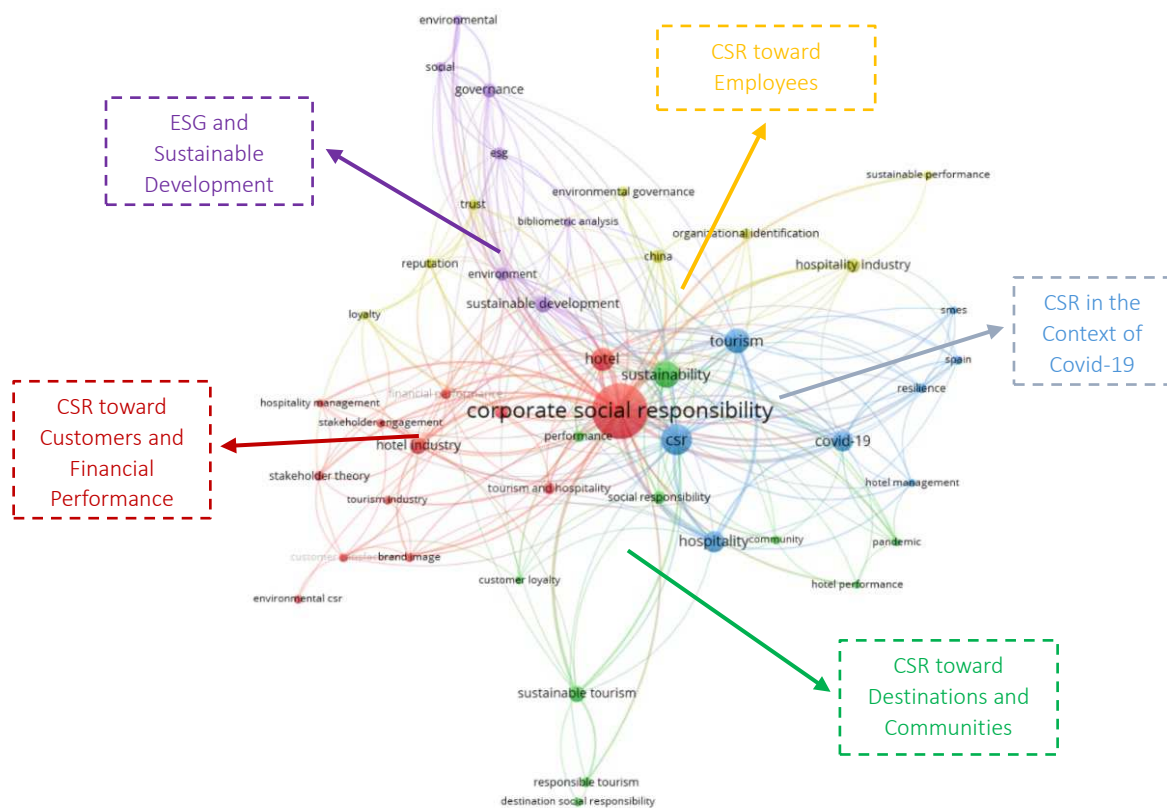 environmental
social
governance
CSR toward
Employees
ESG and
Sustainable
Development
esg
environmental governance
sustainable performance
trust
bibliometric analysis
organizational identification
china
reputation
environment
hospitality industry
sustainable development
loyalty
smes
CSR in the
Context of
Covid-19
tourism
hotel
spain
sustainability
resilience
financial performance
hospitality management
corporate social responsibility
stakeholder engagement
CSR toward
Customers and
Financial
Performance
hotel industry
performance
csr
covid-19
stakeholder theory
tourism industry
tourism and hospitality
social responsibility
hotel management
hospitality
community
pandemic
brand image
customer loyalty
hotel performance
environmental csr
sustainable tourism
CSR toward
Destinations and
Communities
responsible tourism
destination social responsibility